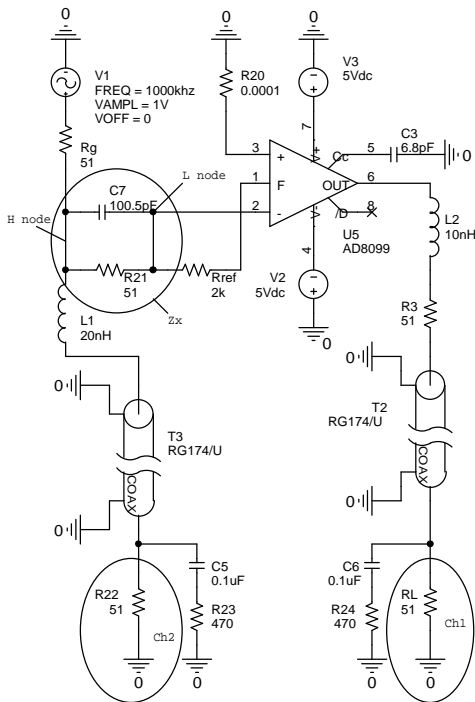 0
0
0
V1
FREQ = 1000khz
VAMPL = 1V
VOFF = 0
R20
0.0001
V3
5Vdc
Rg
51
7
+V
Cc
5
C3
6.8pF
0
3
+
L node
C7
100.5pF
1
F
OUT
6
2
-
/D
8
-V
U5
AD8099
L2
10nH
H node
R21
51
Rref
2k
4
V2
5Vdc
Zx
L1
20nH
R3
51
0
0
0
T3
RG174/U
T2
RG174/U
COAX
COAX
0
0
C5
0.1uF
C6
0.1uF
R22
51
R23
470
Ch2
R24
470
RL
51
Ch1
0
0
0
0